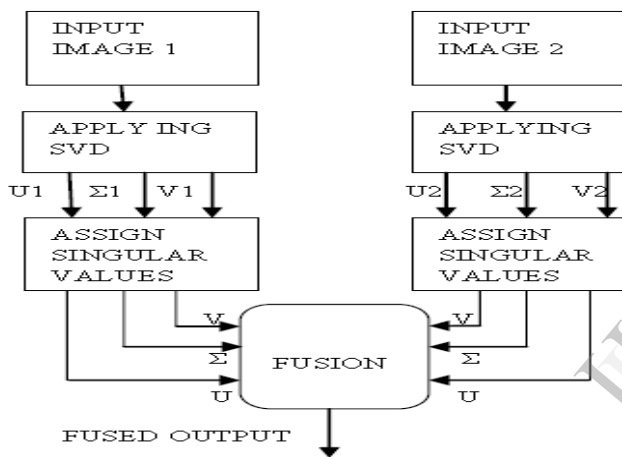 INPUT
IMAGE 1
INPUT
IMAGE 2
APPLY ING
SVD
APPLYING
SVD
U1 Σ1 V1
U2 Σ2 V2
ASSIGN
SINGULAR
VALUES
ASSIGN
SINGULAR
VALUES
V
Σ
U
FUSION
V
Σ
U
FUSED OUTPUT